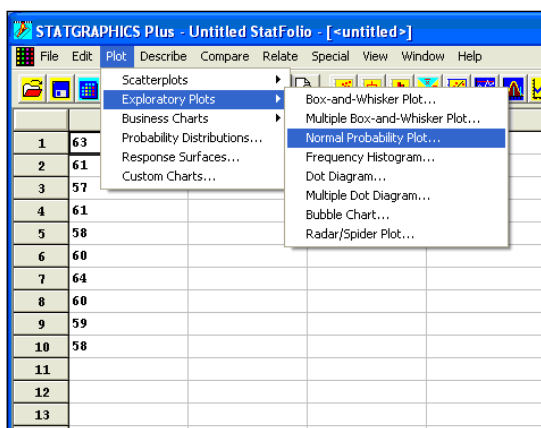 STATGRAPHICS Plus - Untitled StatFolio - [<untitled>]
File Edit Plot Describe Compare Relate Special View Window Help
Scatterplots
Exploratory Plots
Business Charts
Probability Distributions...
Response Surfaces...
Custom Charts...
Box-and-Whisker Plot...
Multiple Box-and-Whisker Plot...
Normal Probability Plot...
Frequency Histogram...
Dot Diagram...
Multiple Dot Diagram...
Bubble Chart...
Radar/Spider Plot...
1 63
2 61
3 57
4 61
5 58
6 60
7 64
8 60
9 59
10 58
11
12
13